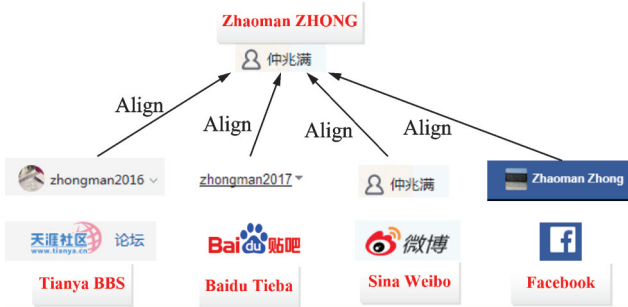 Zhaoman ZHONG
仲兆满
Align
Align
Align
Align
zhongman2016
zhongman2017
仲兆满
Zhaoman Zhong
天涯社区 论坛
www.tianya.cn
Bai du 贴吧
微博
f
Tianya BBS
Baidu Tieba
Sina Weibo
Facebook